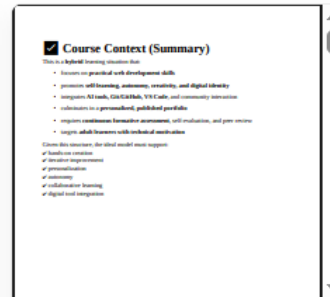 ✔ Course Context (Summary)
This is a hybrid learning situation that:
• focuses on practical web development skills
• promotes self-learning, autonomy, creativity, and digital identity
• integrates AI tools, Git/GitHub, VS Code, and community interaction
• culminates in a personalized, published portfolio
• requires continuous formative assessment, self-evaluation, and peer review
• targets adult learners with technical motivation
Given this structure, the ideal model must support:
✔ hands-on creation
✔ iterative improvement
✔ personalization
✔ autonomy
✔ collaborative learning
✔ digital tool integration